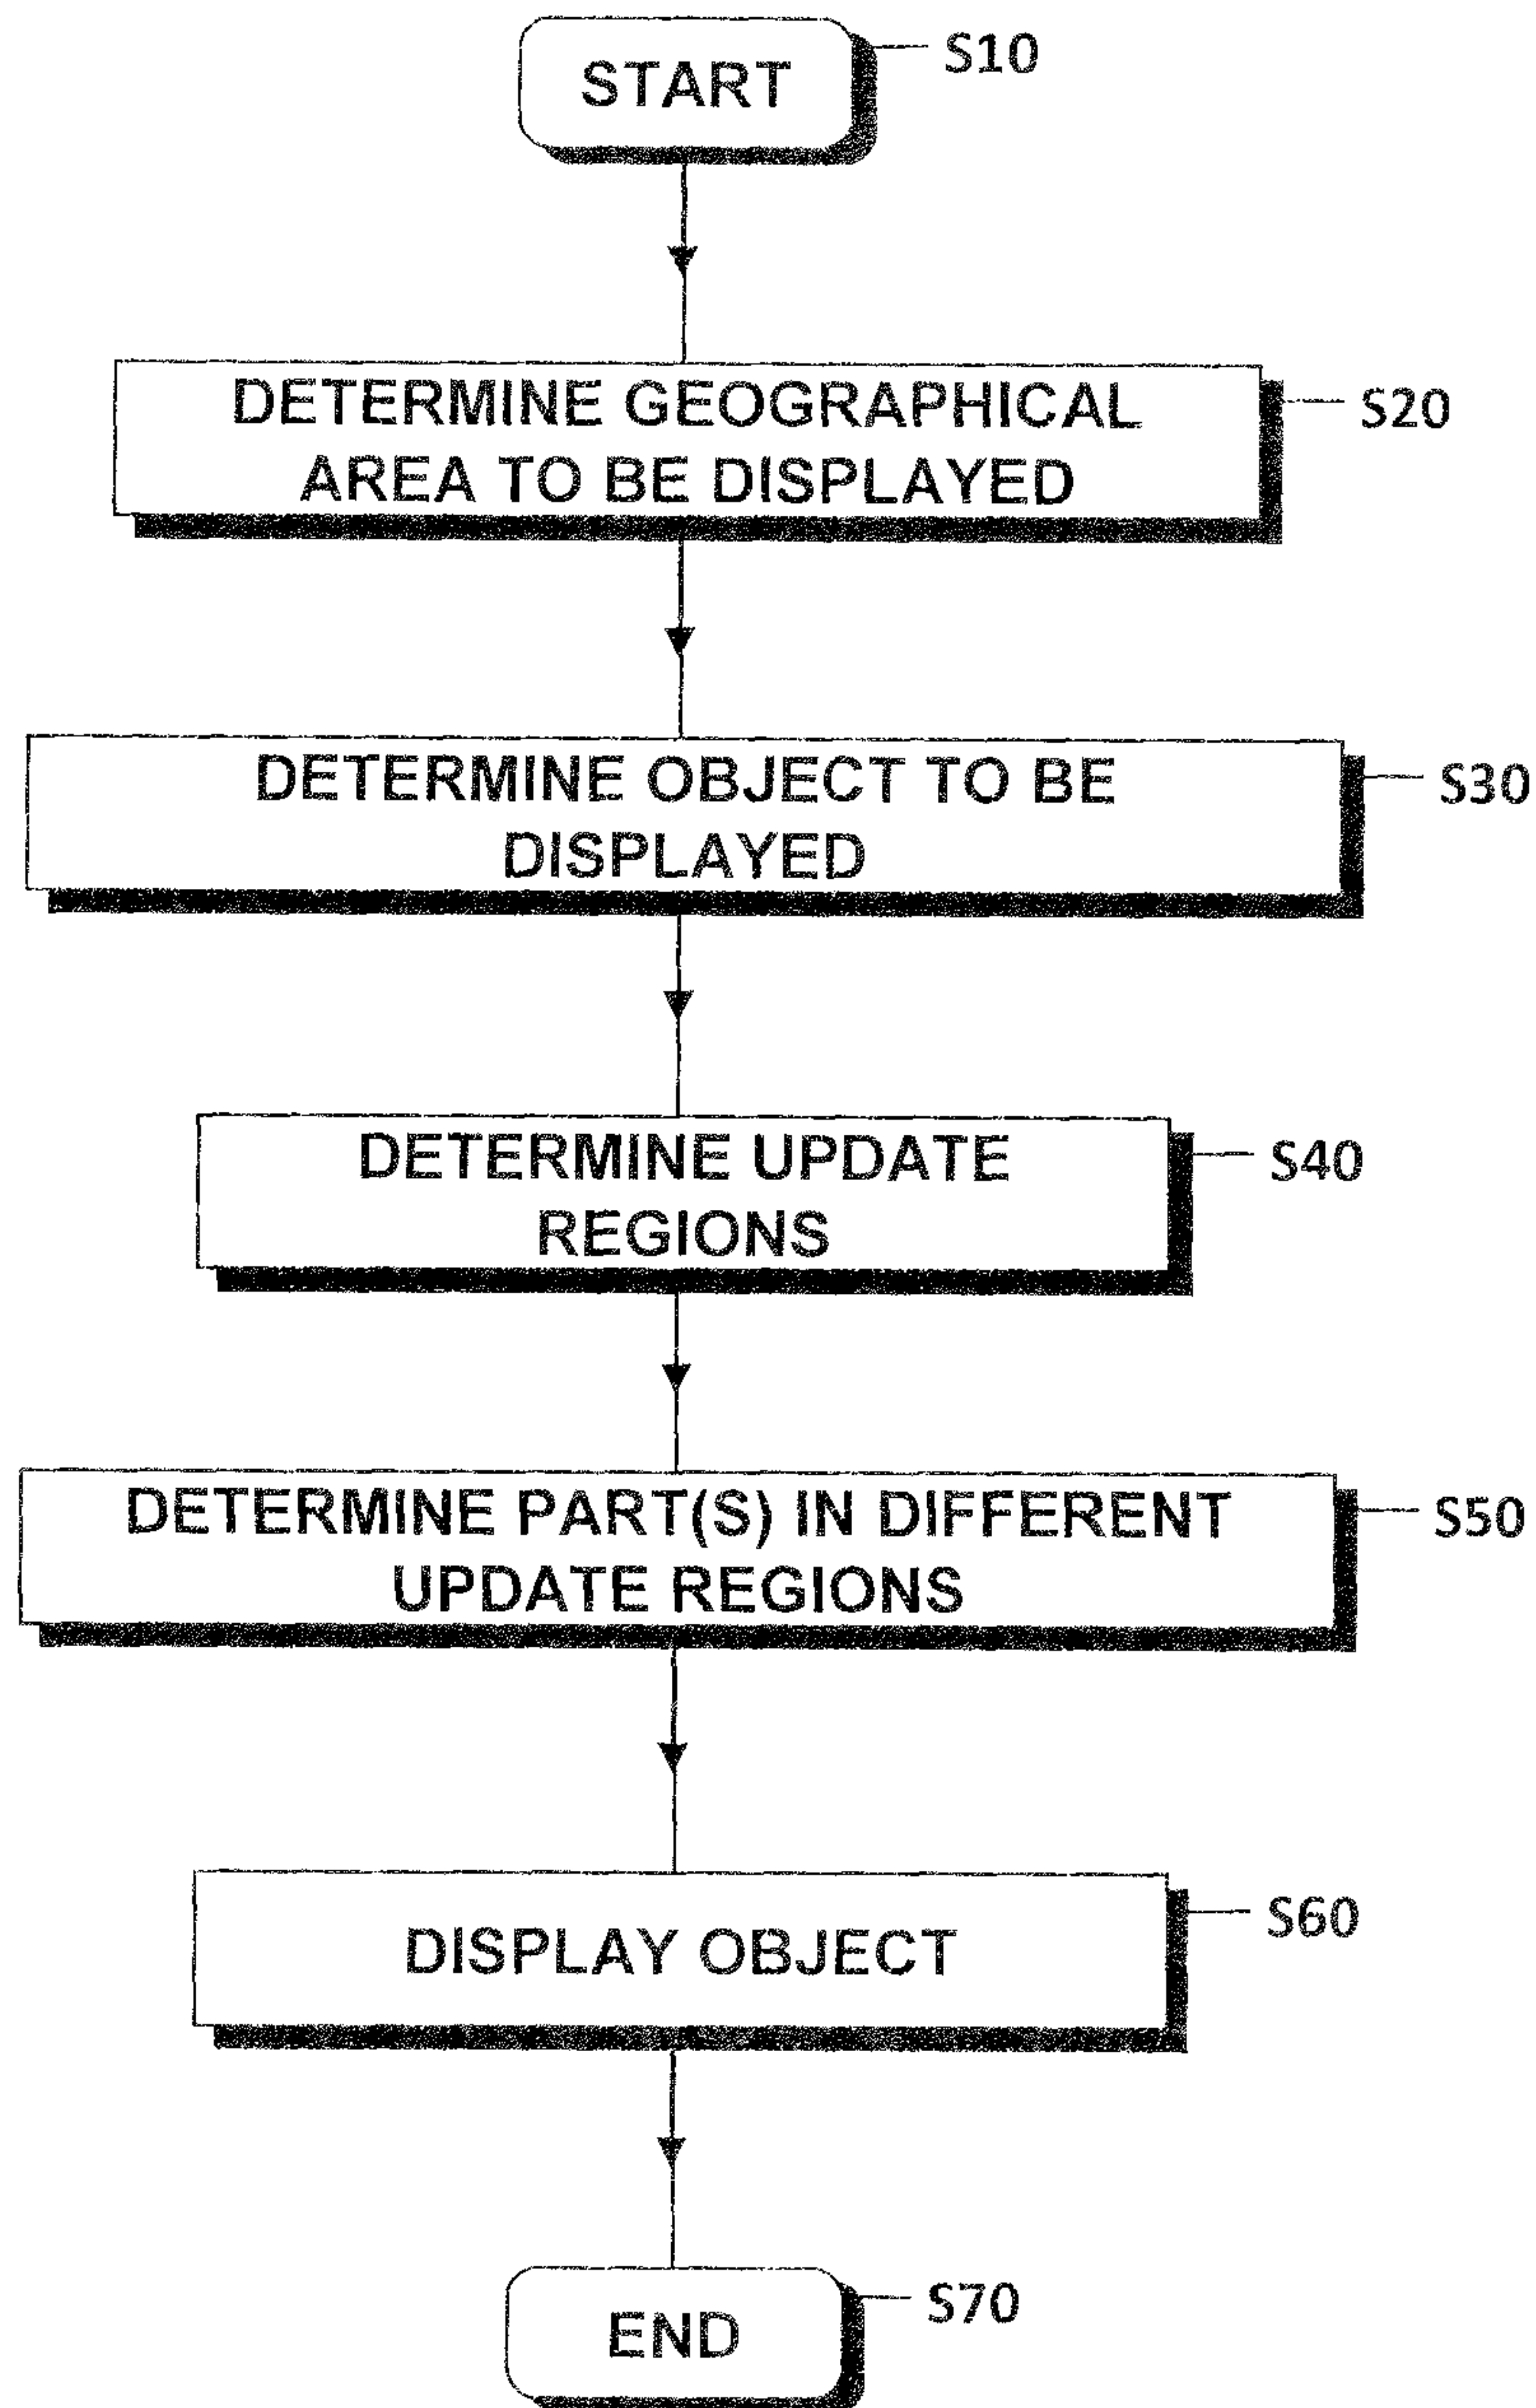 START
S10
DETERMINE GEOGRAPHICAL
AREA TO BE DISPLAYED
S20
DETERMINE OBJECT TO BE
DISPLAYED
S30
DETERMINE UPDATE
REGIONS
S40
DETERMINE PART(S) IN DIFFERENT
UPDATE REGIONS
S50
DISPLAY OBJECT
S60
END
S70